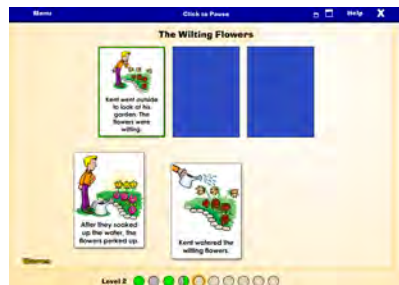 Menu
Click to Pause
Help
X
The Wilting Flowers
Kent went outside
to look at his
garden. The
flowers were
wilting.
After they soaked
up the water, the
flowers perked up.
Kent watered the
wilting flowers.
Level 2